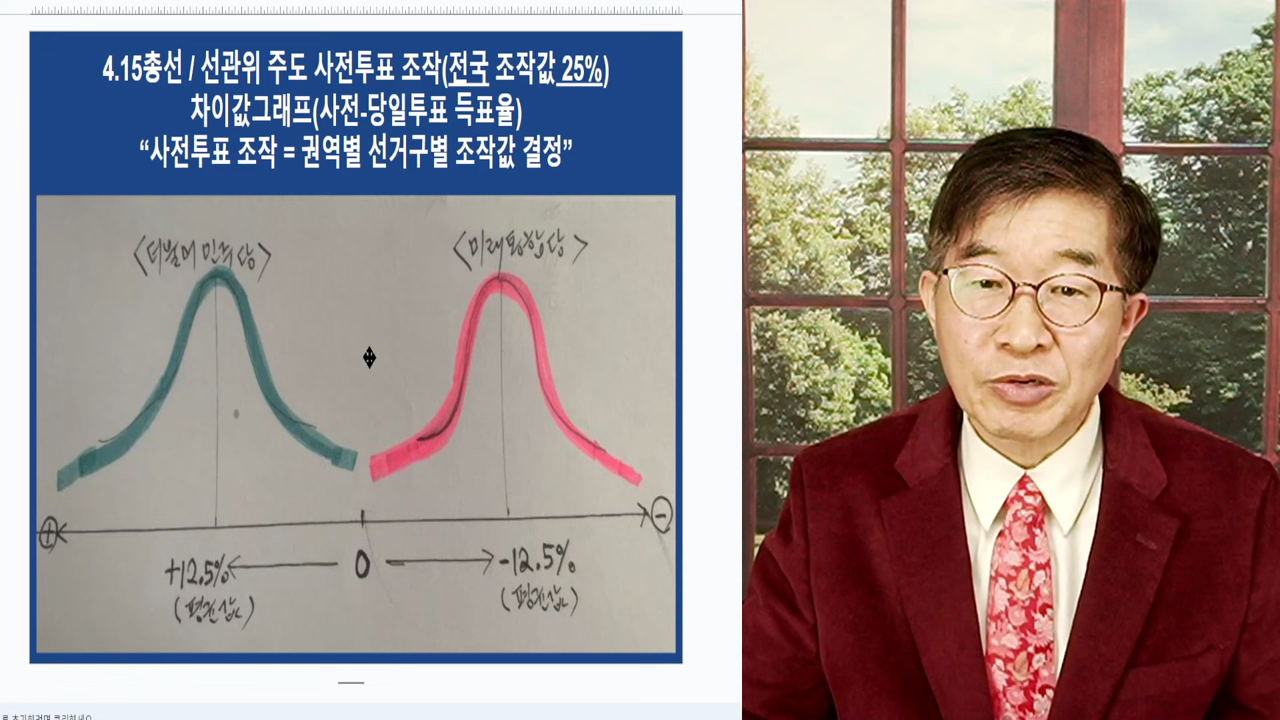 4.15총선 / 선관위 주도 사전투표 조작(전국 조작값 25%)
차이값그래프(사전-당일투표 득표율)
“사전투표 조작 = 권역별 선거구별 조작값 결정”
<더불어민주당> <미래통합당>
+ -
+12.5% 0 -12.5%
(평균값) (평균값)